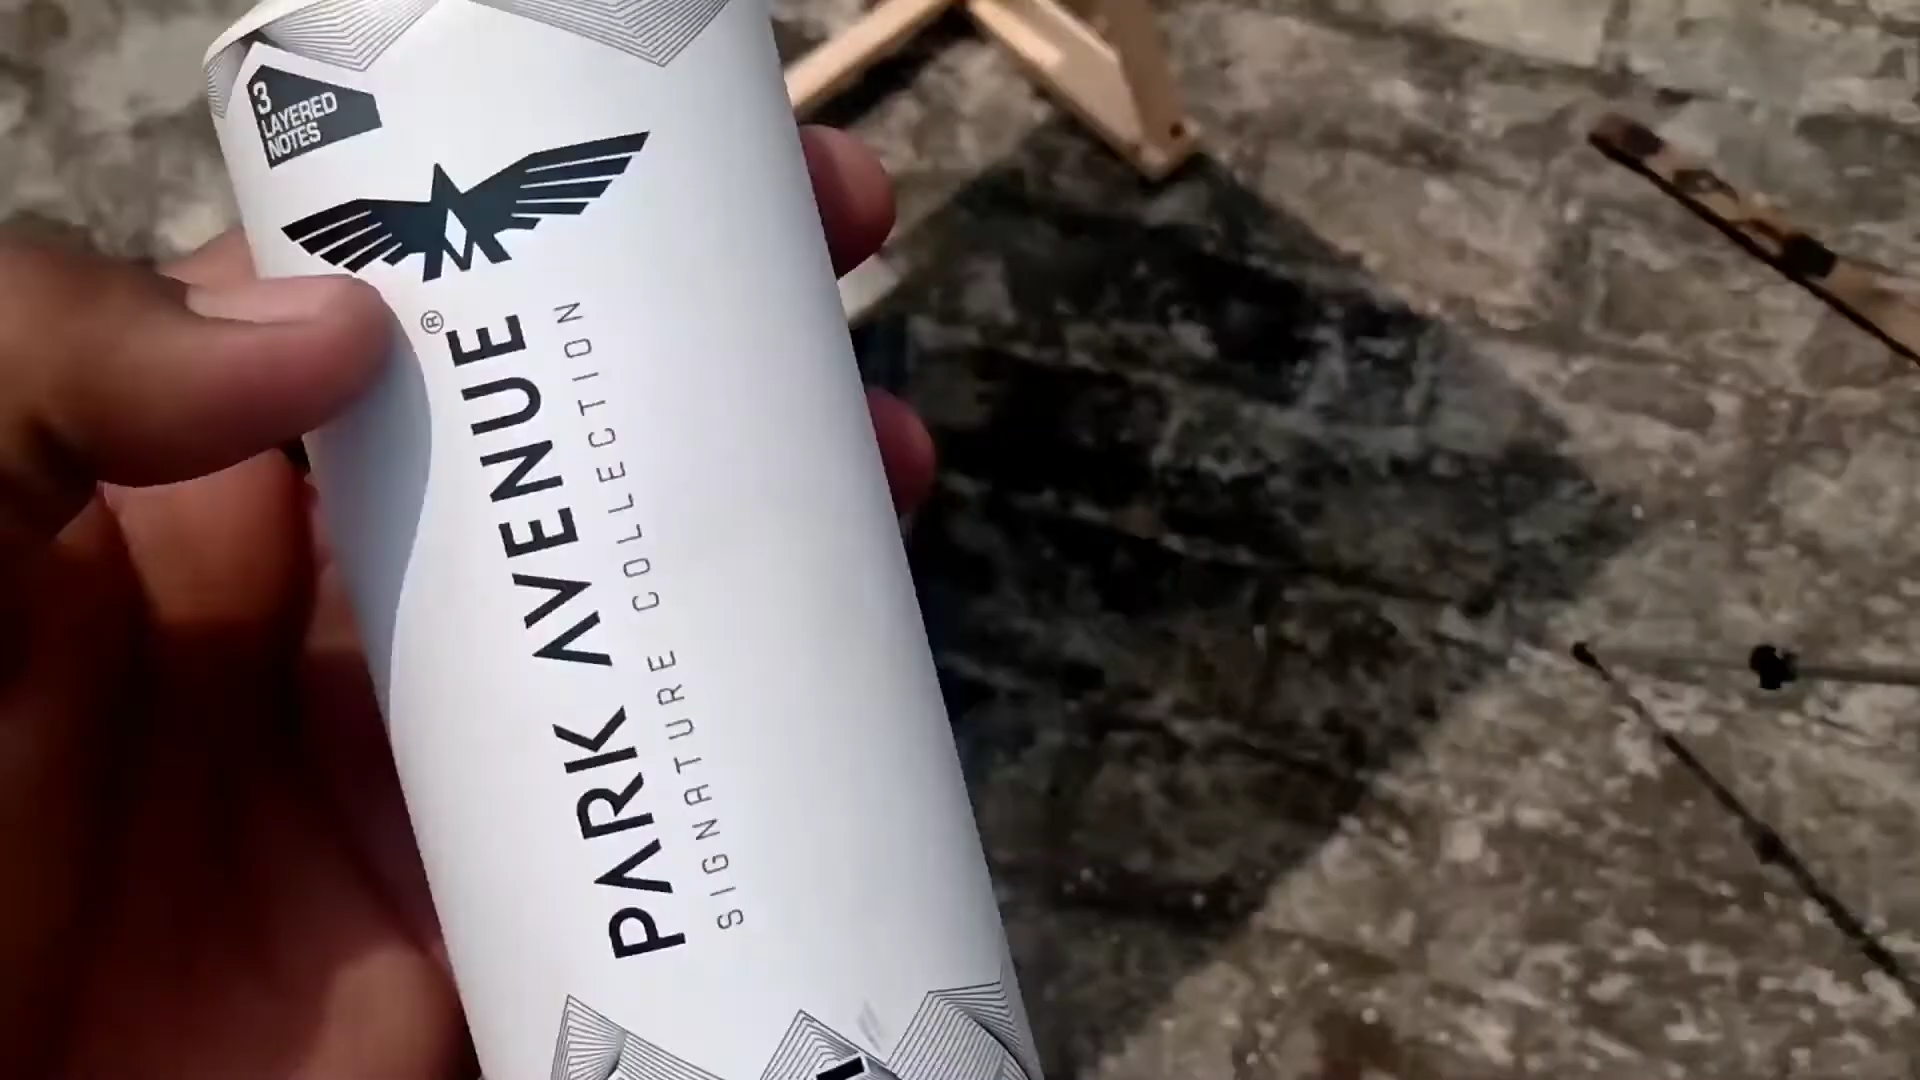 3
LAYERED
NOTES
PARK AVENUE®
SIGNATURE COLLECTION